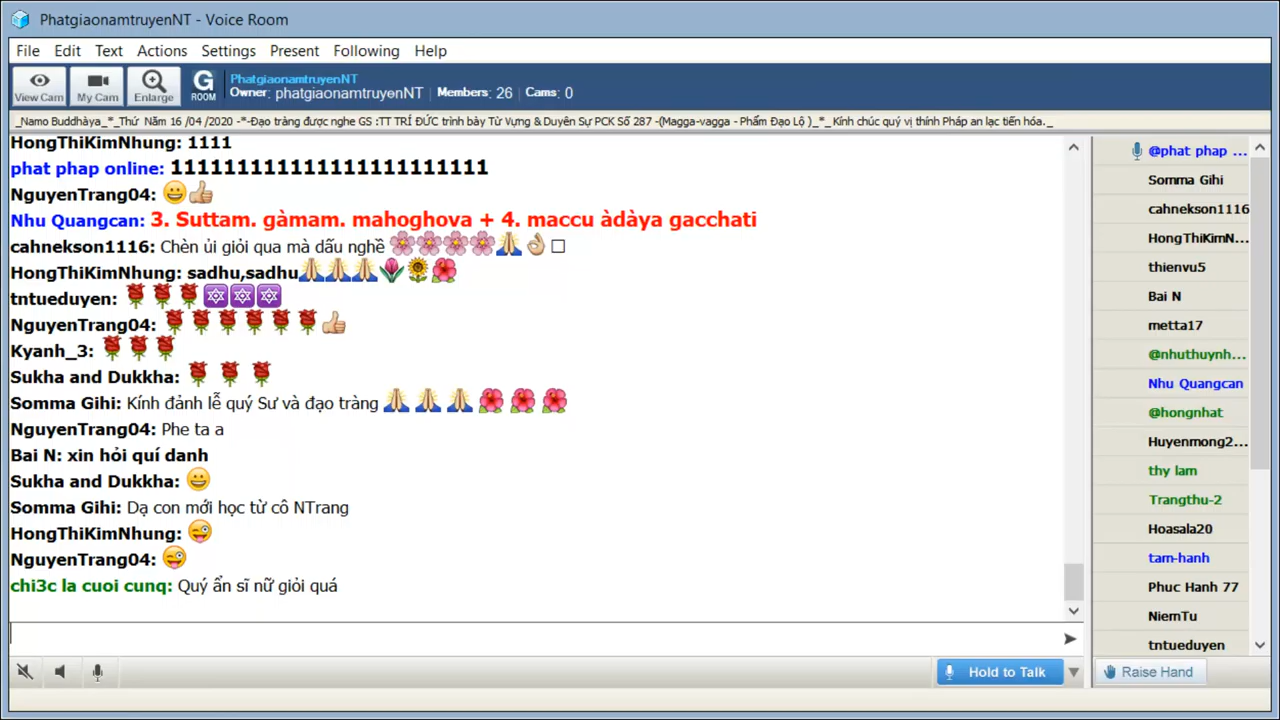 PhatgiaonamtruyenNT - Voice Room
File Edit Text Actions Settings Present Following Help
View Cam My Cam Enlarge G ROOM
PhatgiaonamtruyenNT
Owner: phatgiaonamtruyenNT Members: 26 Cams: 0
_Namo Buddhàya_*_Thứ Năm 16 /04 /2020 -*-Đạo tràng được nghe GS :TT TRÍ ĐỨC trình bày Từ Vựng & Duyên Sự PCK Số 287 -(Magga-vagga - Phẩm Đạo Lộ )_*_ Kính chúc quý vị thính Pháp an lạc tiến hóa._
HongThiKimNhung: 1111
phat phap online: 111111111111111111111111
NguyenTrang04: 😀👍
Nhu Quangcan: 3. Suttam. gàmam. mahoghova + 4. maccu àdàya gacchati
cahnekson1116: Chèn ủi giỏi qua mà dấu nghề 🌸🌸🌸🌸🙏👌□
HongThiKimNhung: sadhu,sadhu🙏🙏🙏🌷🌻🌺
tntueduyen: 🌹🌹🌹🔯🔯🔯
NguyenTrang04: 🌹🌹🌹🌹🌹🌹👍
Kyanh_3: 🌹🌹🌹
Sukha and Dukkha: 🌹 🌹 🌹
Somma Gihi: Kính đảnh lễ quý Sư và đạo tràng 🙏 🙏 🙏 🌺 🌺 🌺
NguyenTrang04: Phe ta a
Bai N: xin hỏi quí danh
Sukha and Dukkha: 😀
Somma Gihi: Dạ con mới học từ cô NTrang
HongThiKimNhung: 😜
NguyenTrang04: 😜
chi3c la cuoi cunq: Quý ẩn sĩ nữ giỏi quá
@phat phap ...
Somma Gihi
cahnekson1116
HongThiKimN...
thienvu5
Bai N
metta17
@nhuthuynh...
Nhu Quangcan
@hongnhat
Huyenmong2...
thy lam
Trangthu-2
Hoasala20
tam-hanh
Phuc Hanh 77
NiemTu
tntueduyen
Hold to Talk
Raise Hand